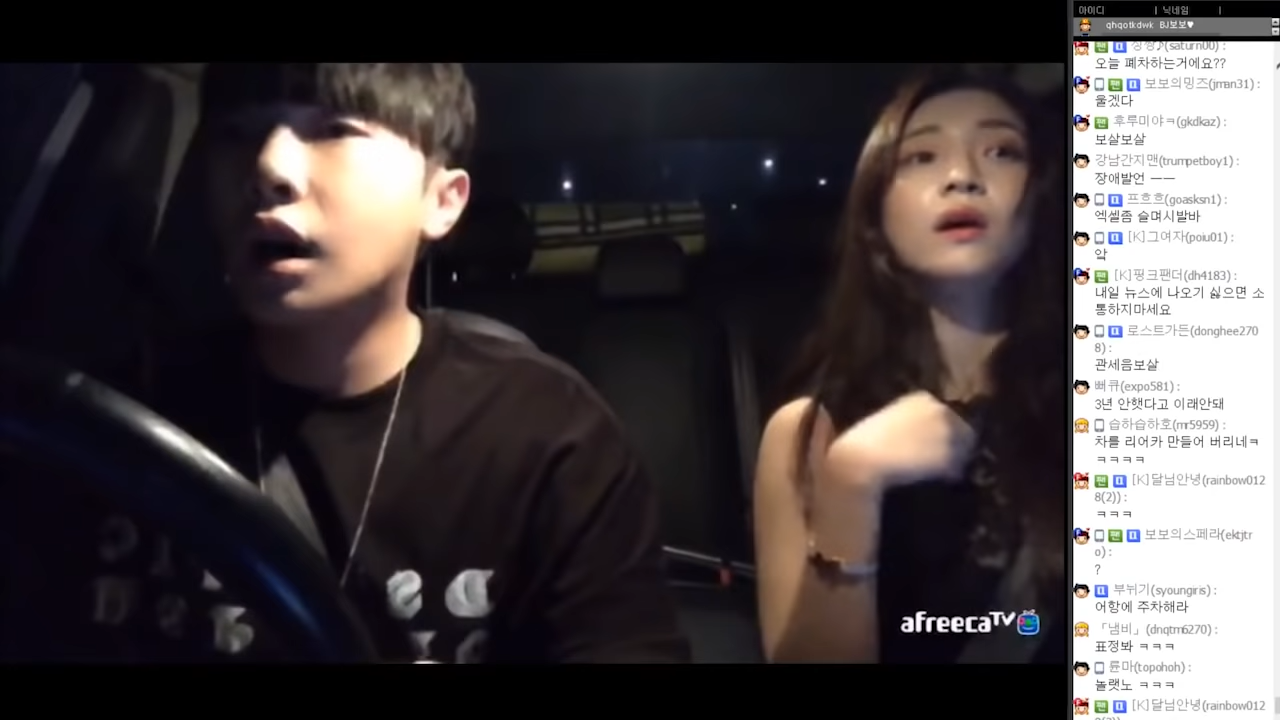 아이디 | 닉네임 |
qhqotkdwk BJ보보♥
상짱♪(saturn00) :
오늘 폐차하는거에요??
보보의밍즈(jman31) :
울겠다
후루미야ㅋ(gkdkaz) :
보살보살
강남간지맨(trumpetboy1) :
장애발언 ㅡㅡ
프흐흐(goasksn1) :
엑셀좀 슬며시발바
[K]그여자(poiu01) :
악
[K]핑크팬더(dh4183) :
내일 뉴스에 나오기 싫으면 소
통하지마세요
로스트가든(donghee270
8) :
관세음보살
뻐큐(expo581) :
3년 안햇다고 이래안돼
습하습하호(mr5959) :
차를 리어카 만들어 버리네ㅋ
ㅋㅋㅋㅋ
[K]달님안녕(rainbow012
8(2)) :
ㅋㅋㅋ
보보의스페라(ektjtr
o) :
?
부뉘기(syoungiris) :
어항에 주차해라
「냄비」(dnqtm6270) :
표정봐 ㅋㅋㅋ
afreecaTV
륜마(topohoh) :
놀랫노 ㅋㅋㅋ
[K]달님안녕(rainbow012